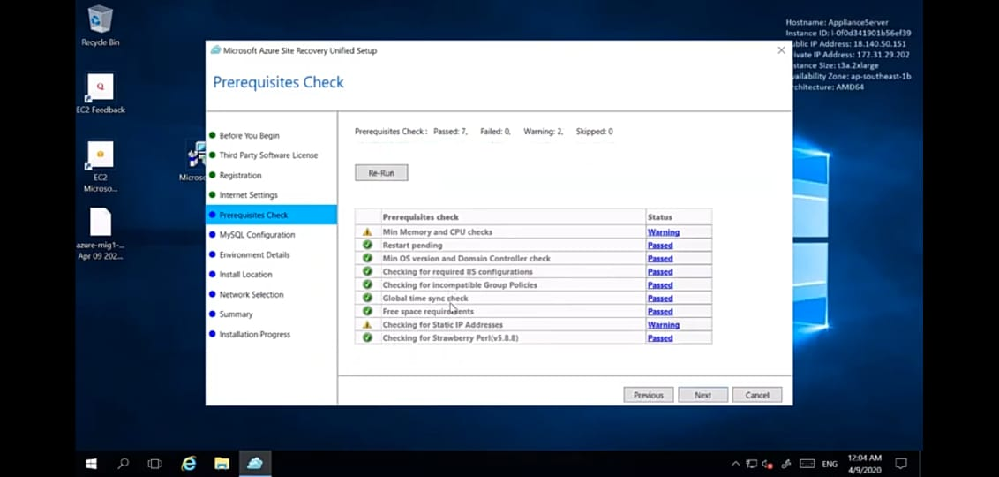 Recycle Bin
EC2 Feedback
EC2
Microso...
azure-mig1-...
Apr 09 202...
Microso
Hostname: ApplianceServer
Instance ID: i-0f0d341901b56ef39
ublic IP Address: 18.140.50.151
ivate IP Address: 172.31.29.202
stance Size: t3a.2xlarge
vailability Zone: ap-southeast-1b
rchitecture: AMD64
Microsoft Azure Site Recovery Unified Setup
Prerequisites Check
Before You Begin
Third Party Software License
Registration
Internet Settings
Prerequisites Check
MySQL Configuration
Environment Details
Install Location
Network Selection
Summary
Installation Progress
Prerequisites Check : Passed: 7, Failed: 0, Warning: 2, Skipped: 0
Re-Run
Prerequisites check Status
Min Memory and CPU checks Warning
Restart pending Passed
Min OS version and Domain Controller check Passed
Checking for required IIS configurations Passed
Checking for incompatible Group Policies Passed
Global time sync check Passed
Free space requirements Passed
Checking for Static IP Addresses Warning
Checking for Strawberry Perl(v5.8.8) Passed
Previous Next Cancel
ENG
12:04 AM
4/9/2020